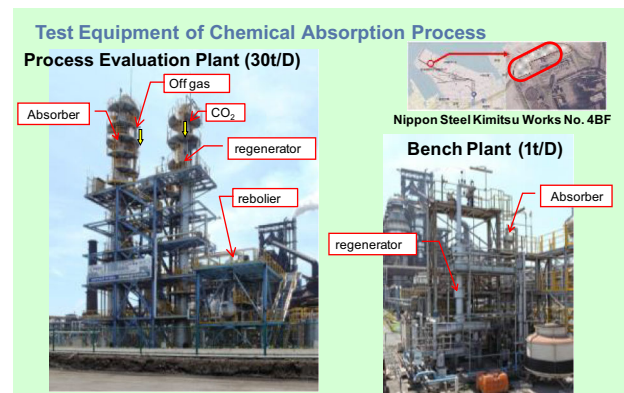 Test Equipment of Chemical Absorption Process
Process Evaluation Plant (30t/D)
Off gas
Absorber
CO2
regenerator
rebolier
Nippon Steel Kimitsu Works No. 4BF
Bench Plant (1t/D)
Absorber
regenerator